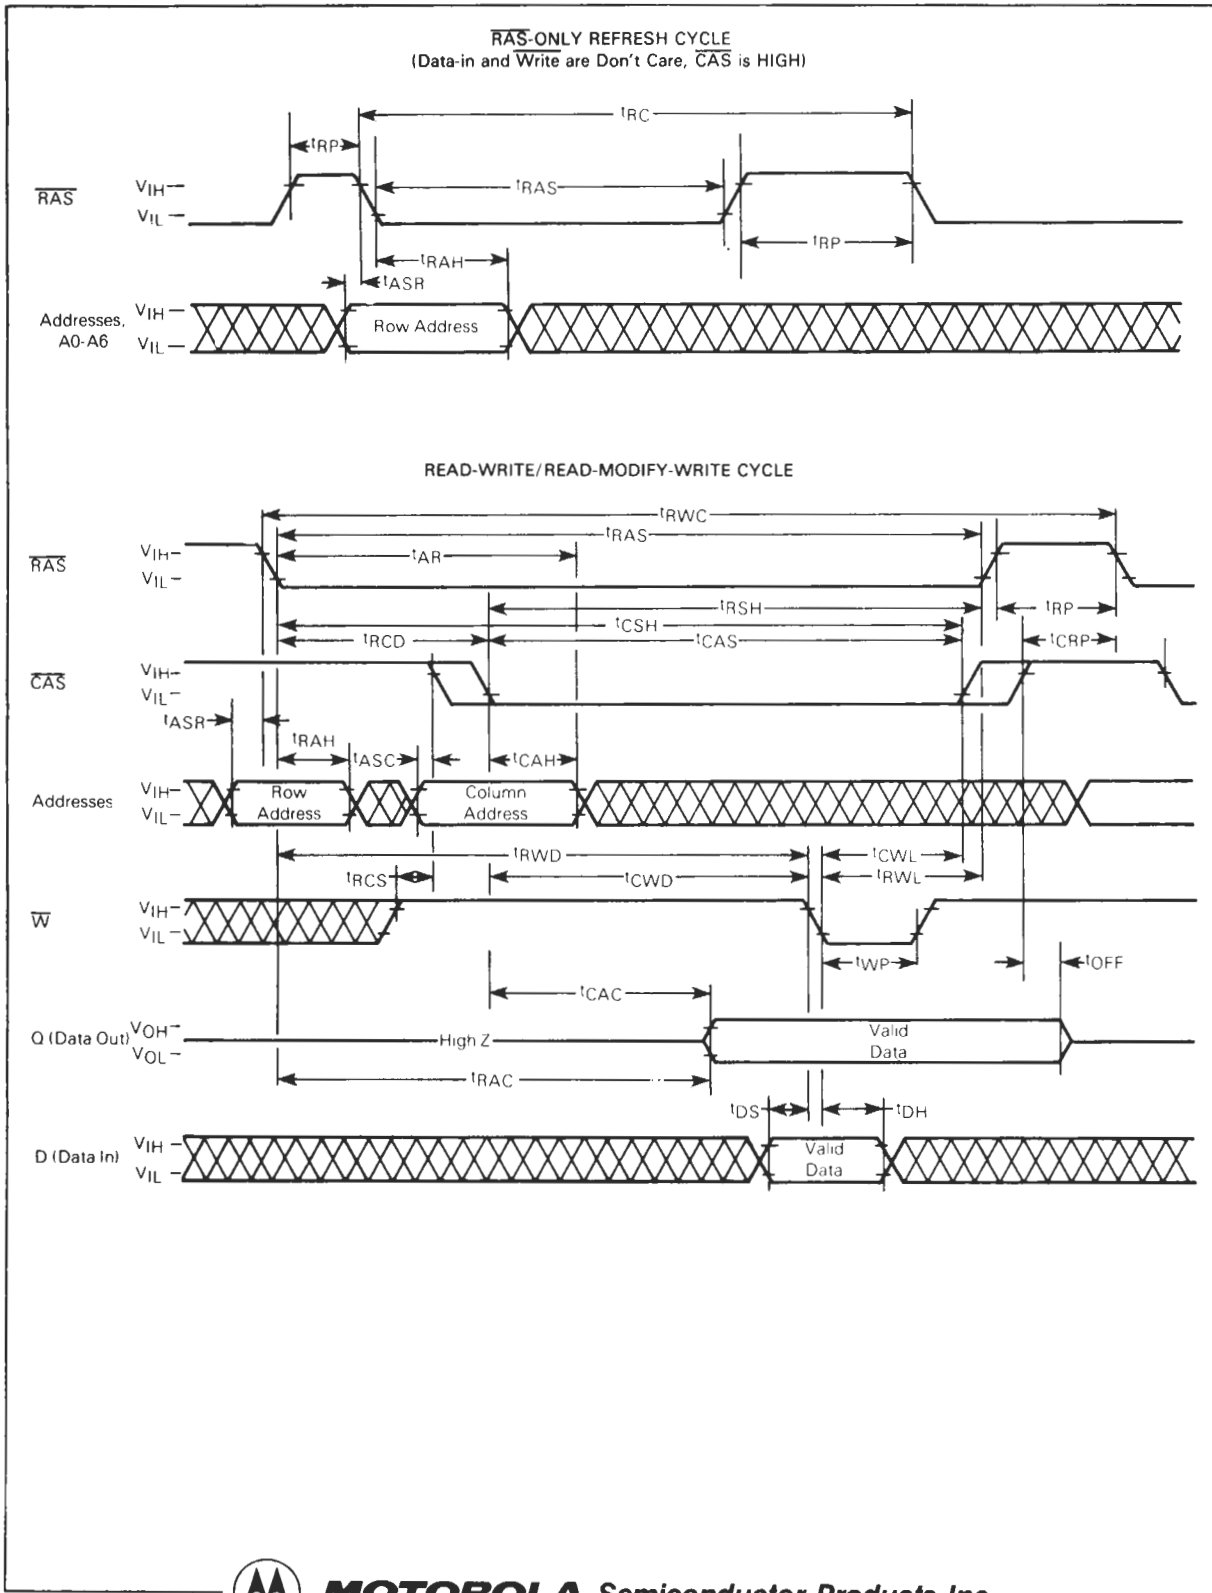 RAS-ONLY REFRESH CYCLE
(Data-in and Write are Don't Care, CAS is HIGH)
tRC
tRP
RAS
VIH
VIL
tRAS
tRP
tRAH
tASR
Addresses,
A0-A6
VIH
VIL
Row Address
READ-WRITE/READ-MODIFY-WRITE CYCLE
tRWC
tRAS
tAR
RAS
VIH
VIL
tRSH
tRP
tCSH
tRCD
tCAS
tCRP
CAS
VIH
VIL
tASR
tRAH
tASC
tCAH
Addresses
VIH
VIL
Row
Address
Column
Address
tRWD
tCWL
tRCS
tCWD
tRWL
W
VIH
VIL
tWP
tOFF
tCAC
Q (Data Out)
VOH
VOL
High Z
Valid
Data
tRAC
tDS
tDH
D (Data In)
VIH
VIL
Valid
Data
MOTOROLA Semiconductor Products Inc.